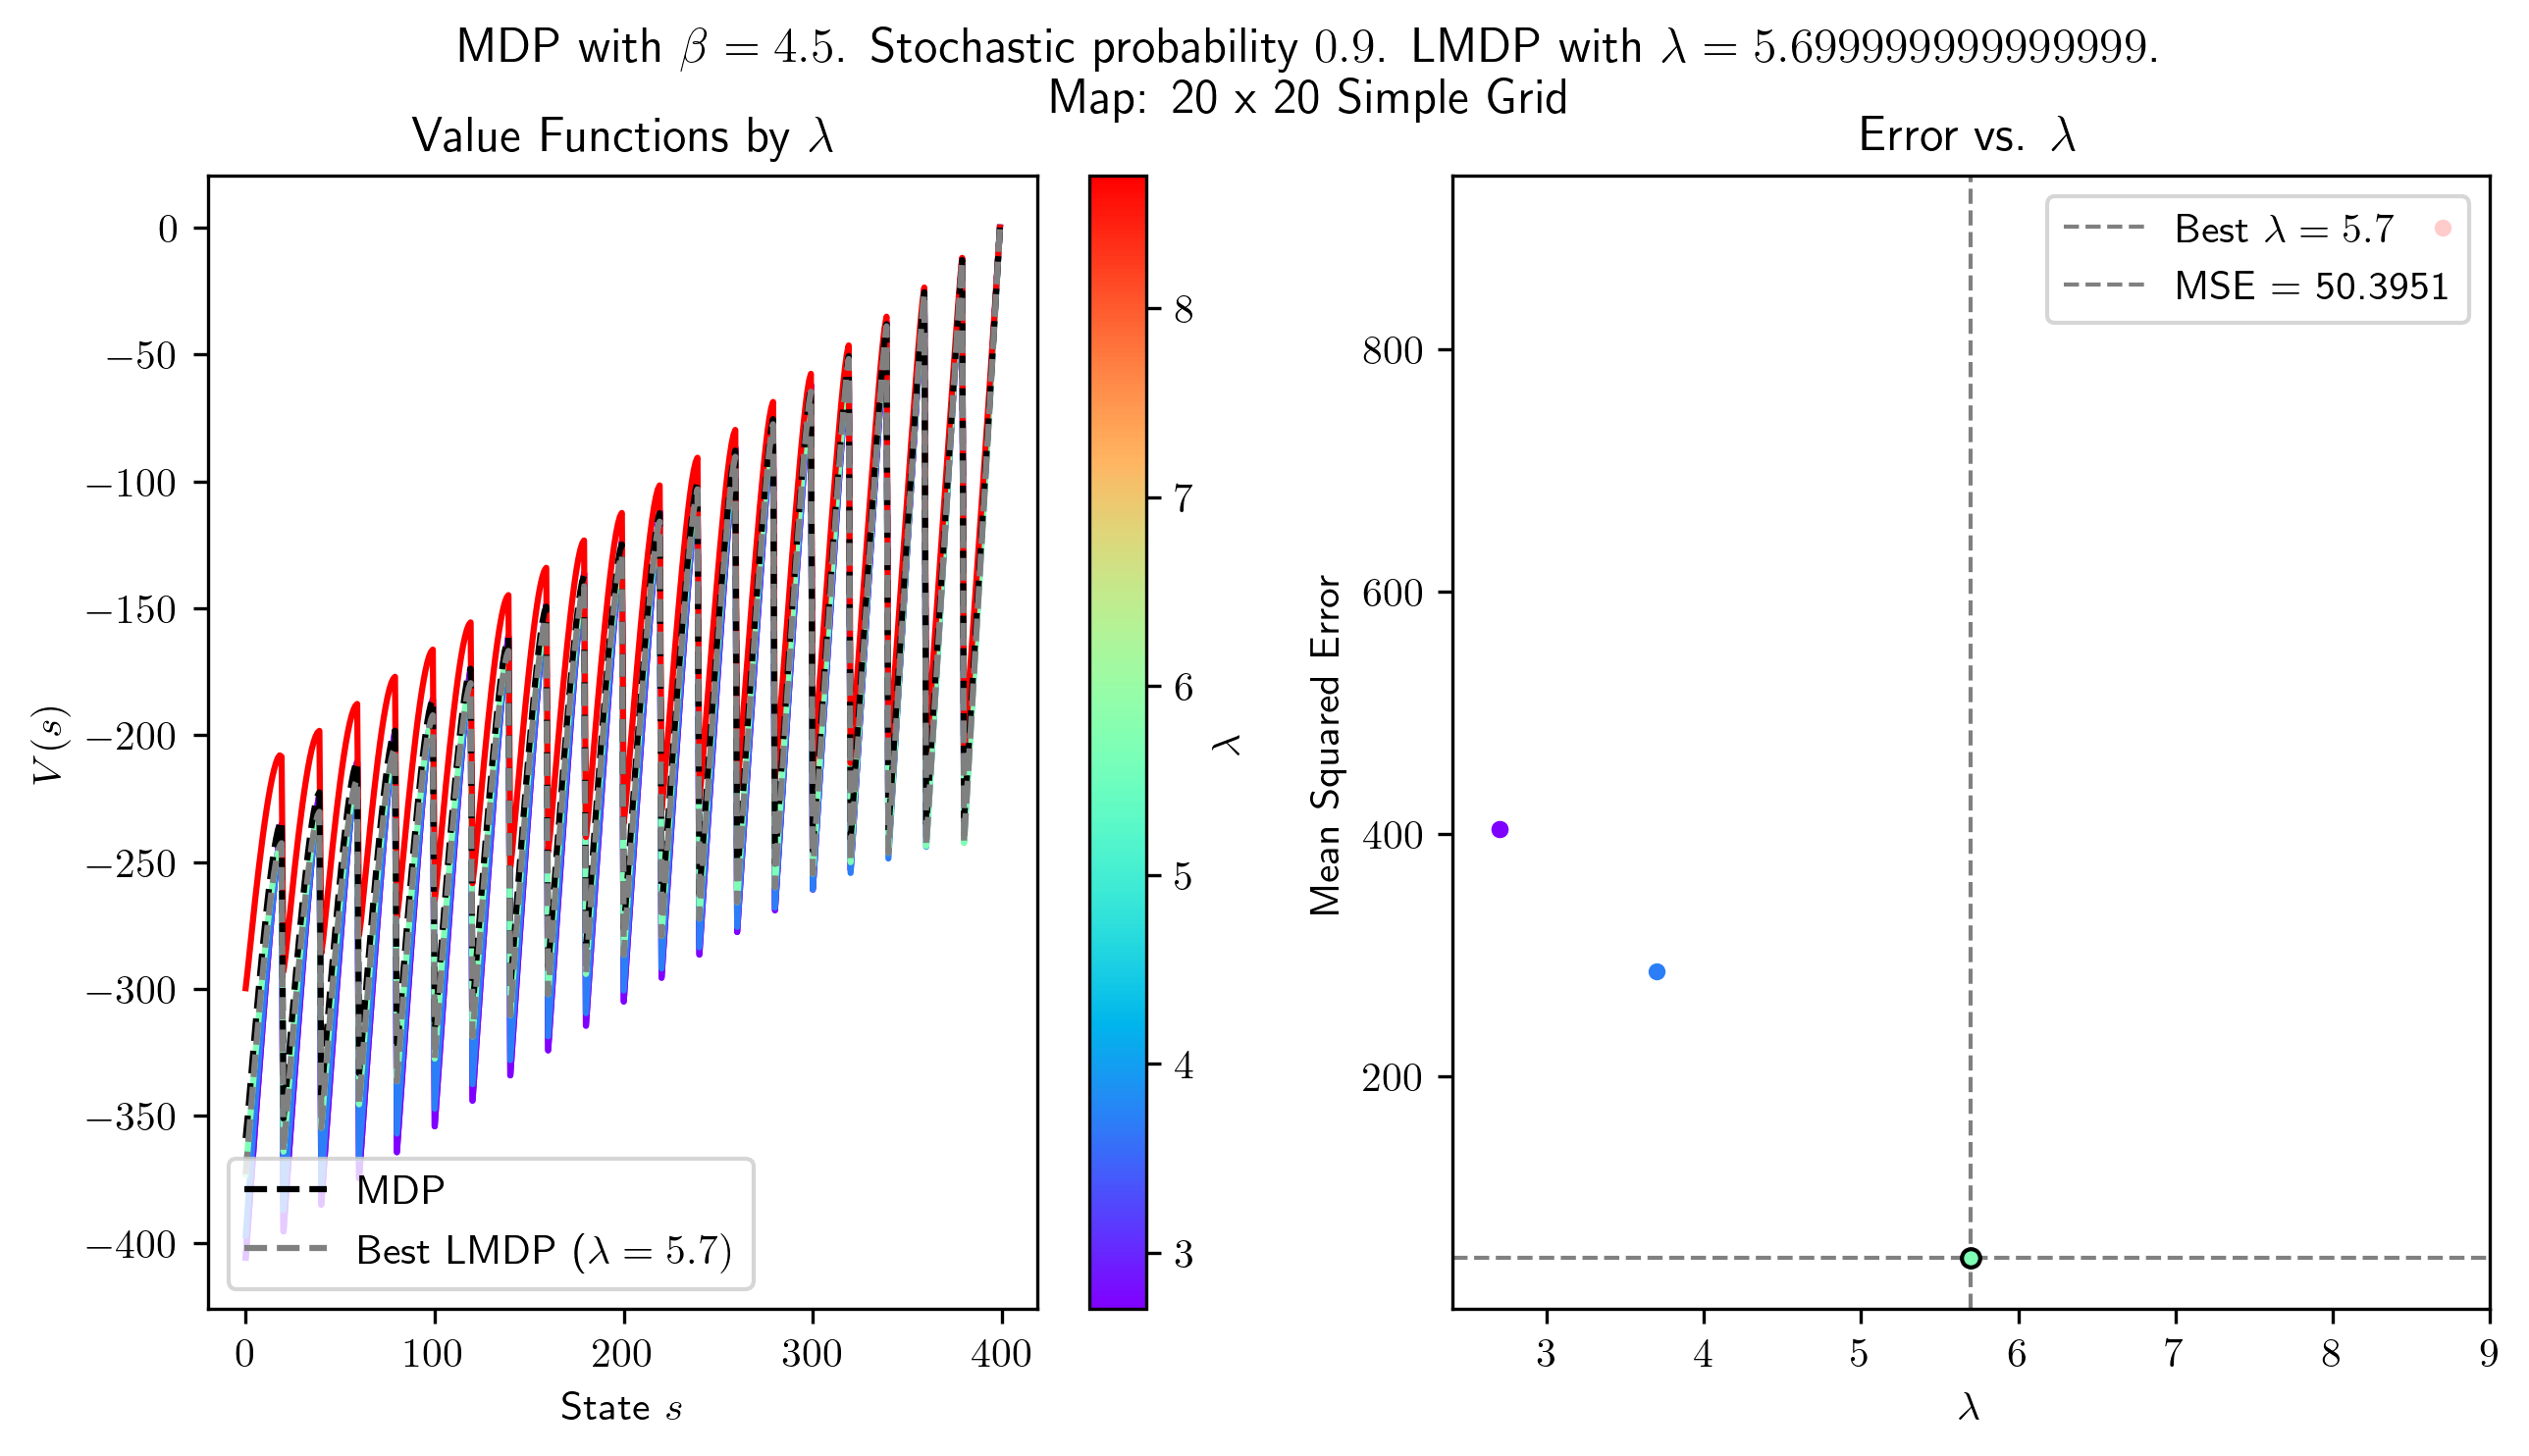 MDP with β = 4.5. Stochastic probability 0.9. LMDP with λ = 5.699999999999999.
Map: 20 x 20 Simple Grid
Value Functions by λ
0
−50
−100
−150
−200
−250
−300
−350
−400
V(s)
MDP
Best LMDP (λ = 5.7)
0 100 200 300 400
State s
8
7
6
5
4
3
λ
Error vs. λ
Best λ = 5.7
MSE = 50.3951
800
600
400
200
Mean Squared Error
3 4 5 6 7 8 9
λ